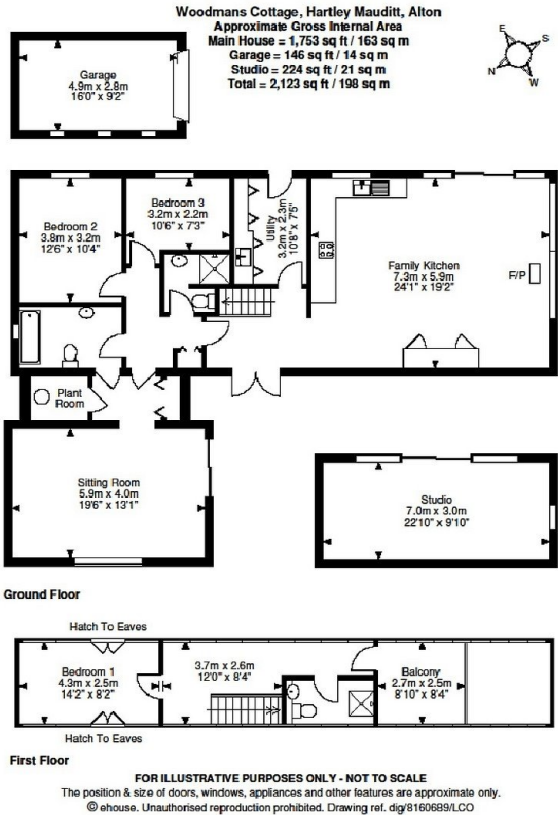 Woodmans Cottage, Hartley Mauditt, Alton
Approximate Gross Internal Area
Main House = 1,753 sq ft / 163 sq m
Garage = 146 sq ft / 14 sq m
Studio = 224 sq ft / 21 sq m
Total = 2,123 sq ft / 198 sq m
E
S
N
W
Garage
4.9m x 2.8m
16'0" x 9'2"
Bedroom 2
3.8m x 3.2m
12'6" x 10'4"
Bedroom 3
3.2m x 2.2m
10'6" x 7'3"
Utility
3.2m x 2.3m
10'8" x 7'5"
Family Kitchen
7.3m x 5.9m
24'1" x 19'2"
F/P
Plant
Room
Sitting Room
5.9m x 4.0m
19'6" x 13'1"
Studio
7.0m x 3.0m
22'10" x 9'10"
Ground Floor
Hatch To Eaves
Bedroom 1
4.3m x 2.5m
14'2" x 8'2"
3.7m x 2.6m
12'0" x 8'4"
Balcony
2.7m x 2.5m
8'10" x 8'4"
Hatch To Eaves
First Floor
FOR ILLUSTRATIVE PURPOSES ONLY - NOT TO SCALE
The position & size of doors, windows, appliances and other features are approximate only.
© ehouse. Unauthorised reproduction prohibited. Drawing ref. dig/8160689/LCO